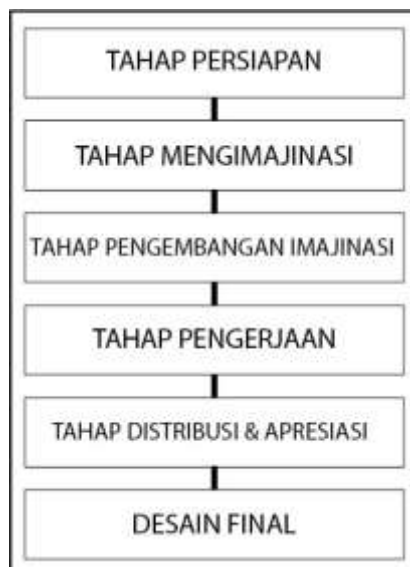 TAHAP PERSIAPAN
TAHAP MENGIMAJINASI
TAHAP PENGEMBANGAN IMAJINASI
TAHAP PENGERJAAN
TAHAP DISTRIBUSI & APRESIASI
DESAIN FINAL